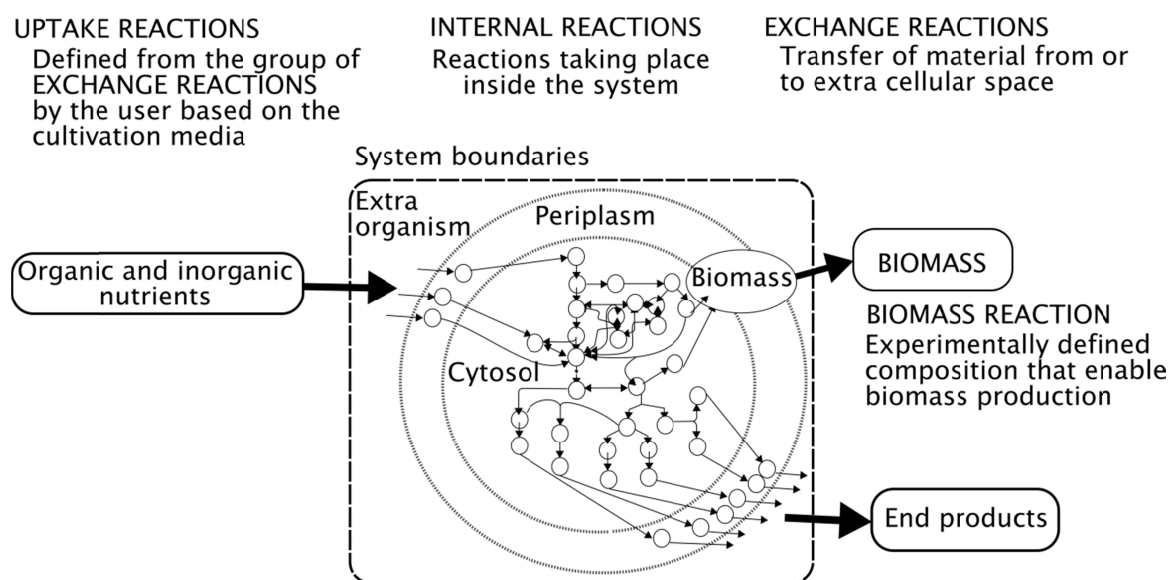 UPTAKE REACTIONS
Defined from the group of
EXCHANGE REACTIONS
by the user based on the
cultivation media
INTERNAL REACTIONS
Reactions taking place
inside the system
EXCHANGE REACTIONS
Transfer of material from or
to extra cellular space
System boundaries
Extra
organism
Periplasm
Organic and inorganic
nutrients
Biomass
BIOMASS
BIOMASS REACTION
Experimentally defined
composition that enable
biomass production
Cytosol
End products